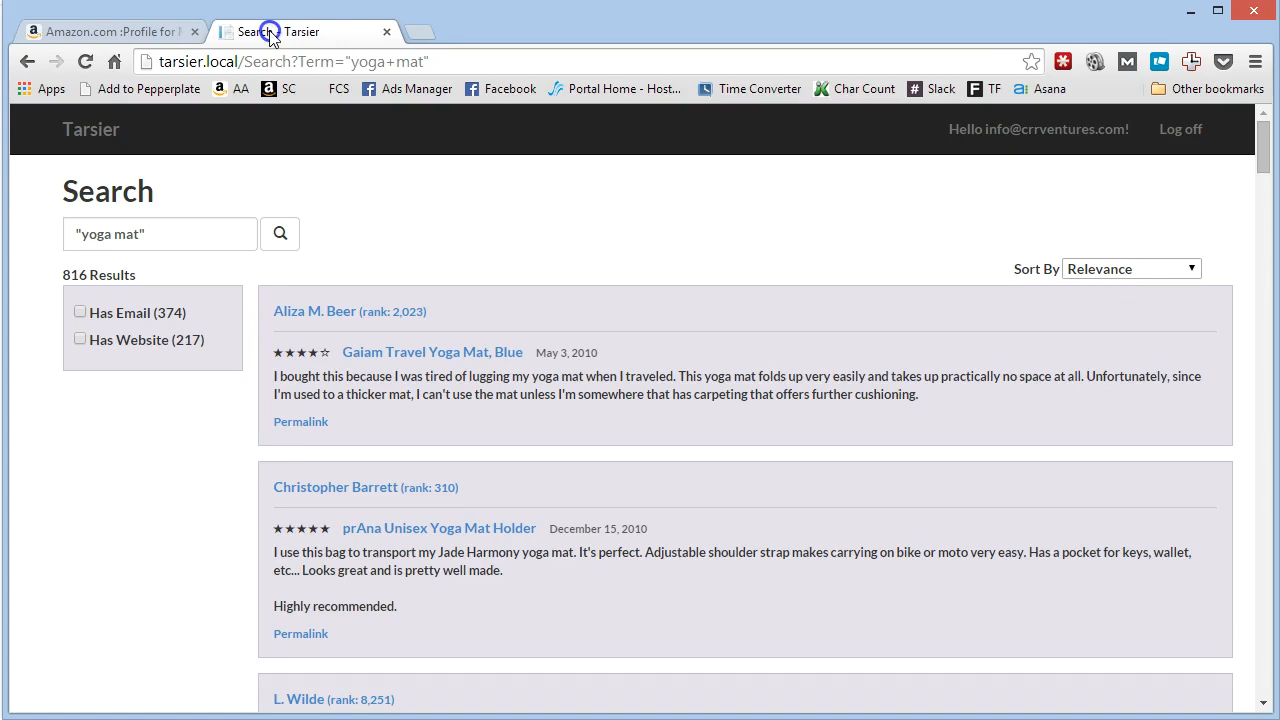 Amazon.com :Profile for
Search - Tarsier
tarsier.local/Search?Term="yoga+mat"
Apps
Add to Pepperplate
AA
SC
FCS
Ads Manager
Facebook
Portal Home - Host...
Time Converter
Char Count
Slack
TF
Asana
Other bookmarks
Tarsier
Hello info@crrventures.com!
Log off
Search
"yoga mat"
816 Results
Sort By Relevance
Has Email (374)
Has Website (217)
Aliza M. Beer (rank: 2,023)
★★★★☆ Gaiam Travel Yoga Mat, Blue May 3, 2010
I bought this because I was tired of lugging my yoga mat when I traveled. This yoga mat folds up very easily and takes up practically no space at all. Unfortunately, since
I'm used to a thicker mat, I can't use the mat unless I'm somewhere that has carpeting that offers further cushioning.
Permalink
Christopher Barrett (rank: 310)
★★★★★ prAna Unisex Yoga Mat Holder December 15, 2010
I use this bag to transport my Jade Harmony yoga mat. It's perfect. Adjustable shoulder strap makes carrying on bike or moto very easy. Has a pocket for keys, wallet,
etc... Looks great and is pretty well made.
Highly recommended.
Permalink
L. Wilde (rank: 8,251)